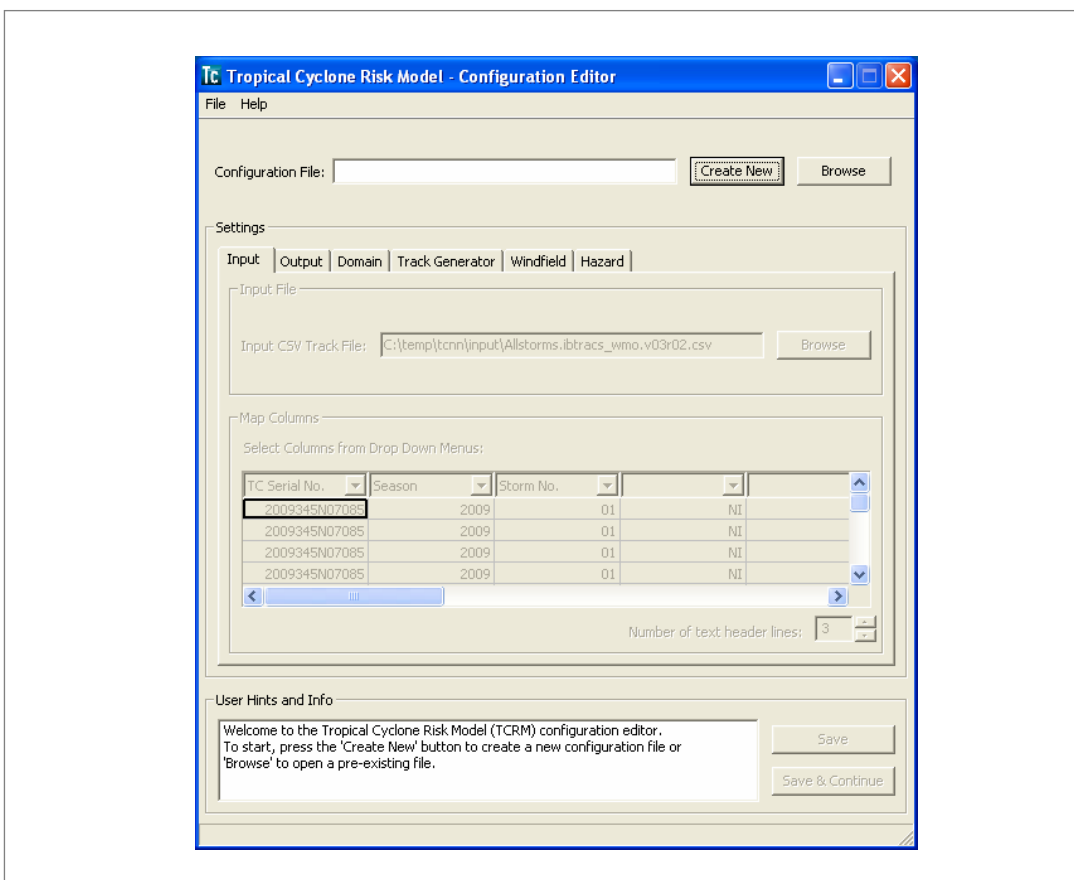 Tc Tropical Cyclone Risk Model - Configuration Editor
File Help
Configuration File: Create New Browse
Settings
Input Output Domain Track Generator Windfield Hazard
Input File
Input CSV Track File: C:\temp\tcnn\input\Allstorms.ibtracs_wmo.v03r02.csv Browse
Map Columns
Select Columns from Drop Down Menus:
TC Serial No. Season Storm No.
2009345N07085 2009 01 NI
2009345N07085 2009 01 NI
2009345N07085 2009 01 NI
2009345N07085 2009 01 NI
Number of text header lines: 3
User Hints and Info
Welcome to the Tropical Cyclone Risk Model (TCRM) configuration editor.
To start, press the 'Create New' button to create a new configuration file or
'Browse' to open a pre-existing file.
Save
Save & Continue